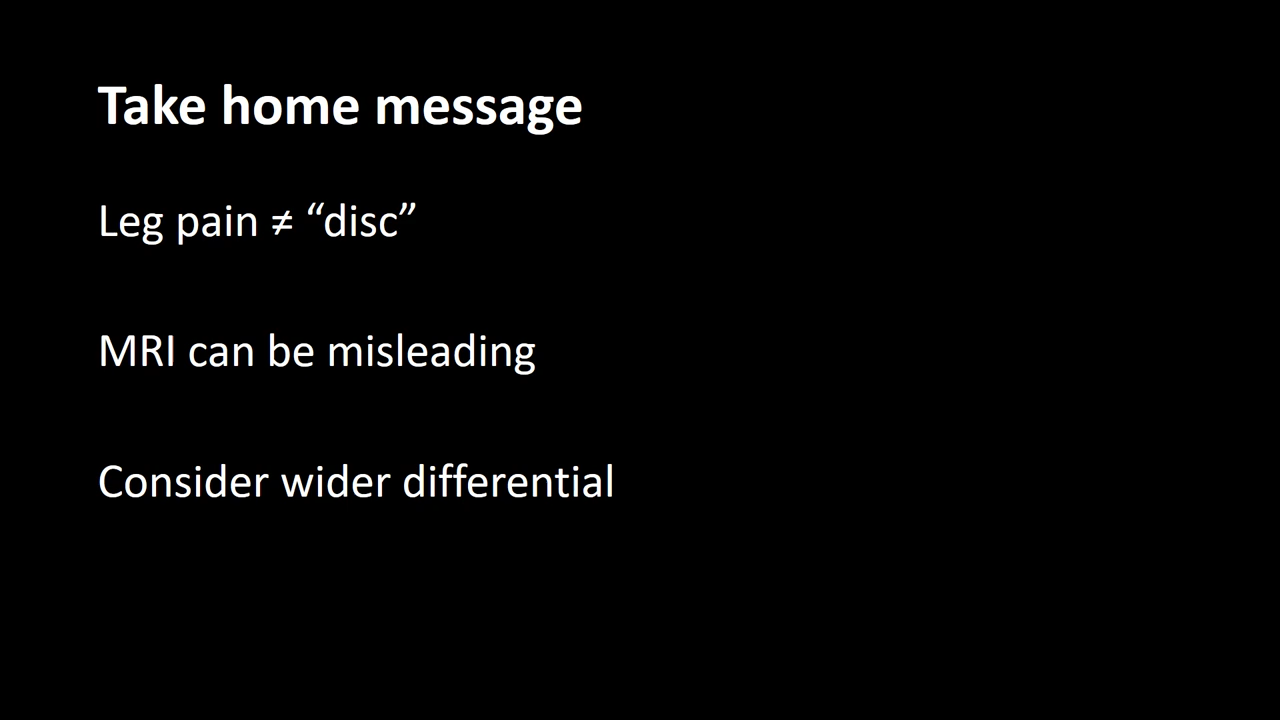 Take home message
Leg pain ≠ “disc”
MRI can be misleading
Consider wider differential